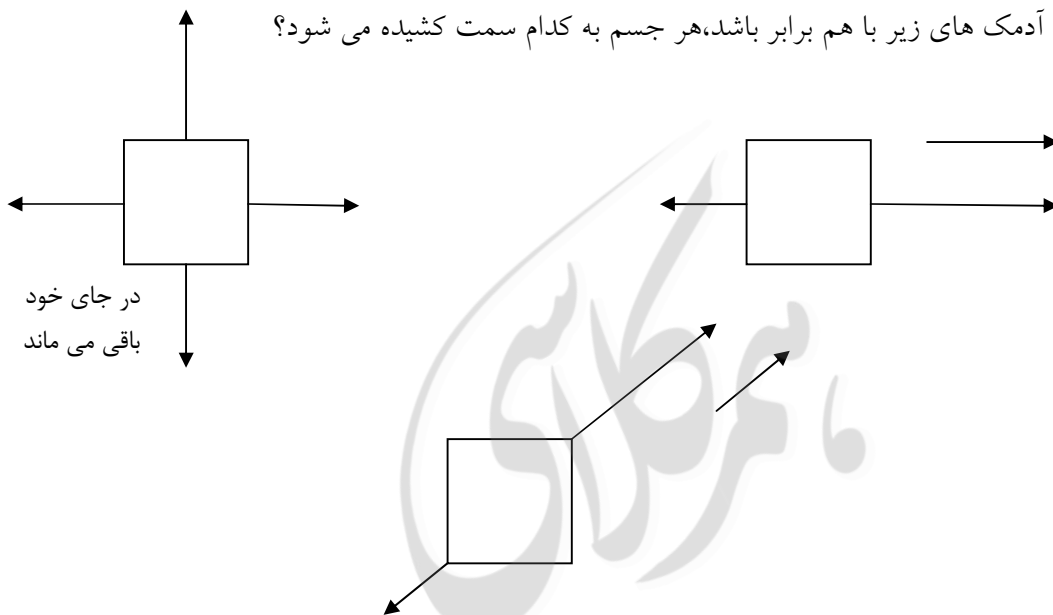 آدمک های زیر با هم برابر باشد،هر جسم به کدام سمت کشیده می شود؟
در جای خود
باقی می ماند
همکلاسی